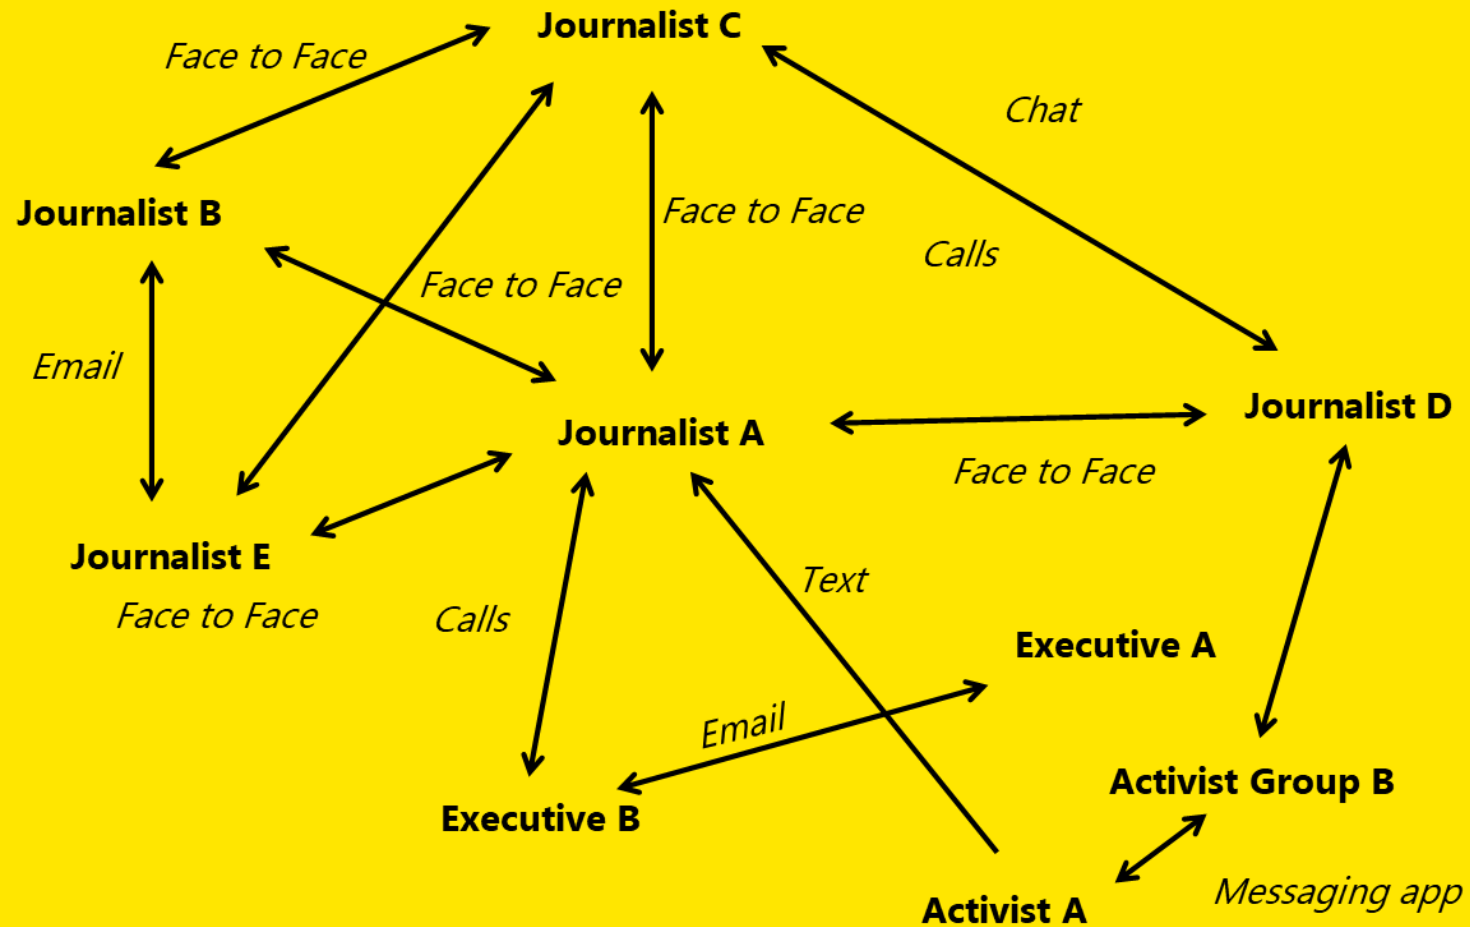 Journalist C
Face to Face
Chat
Journalist B
Face to Face
Calls
Face to Face
Email
Journalist D
Journalist A
Face to Face
Journalist E
Text
Face to Face
Calls
Executive A
Email
Activist Group B
Executive B
Messaging app
Activist A